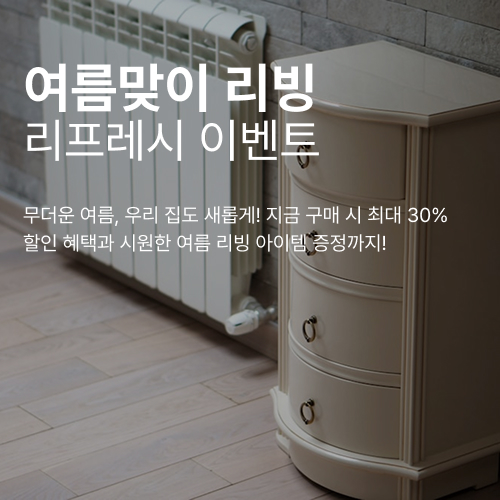 여름맞이 리빙
리프레시 이벤트
무더운 여름, 우리 집도 새롭게! 지금 구매 시 최대 30%
할인 혜택과 시원한 여름 리빙 아이템 증정까지!